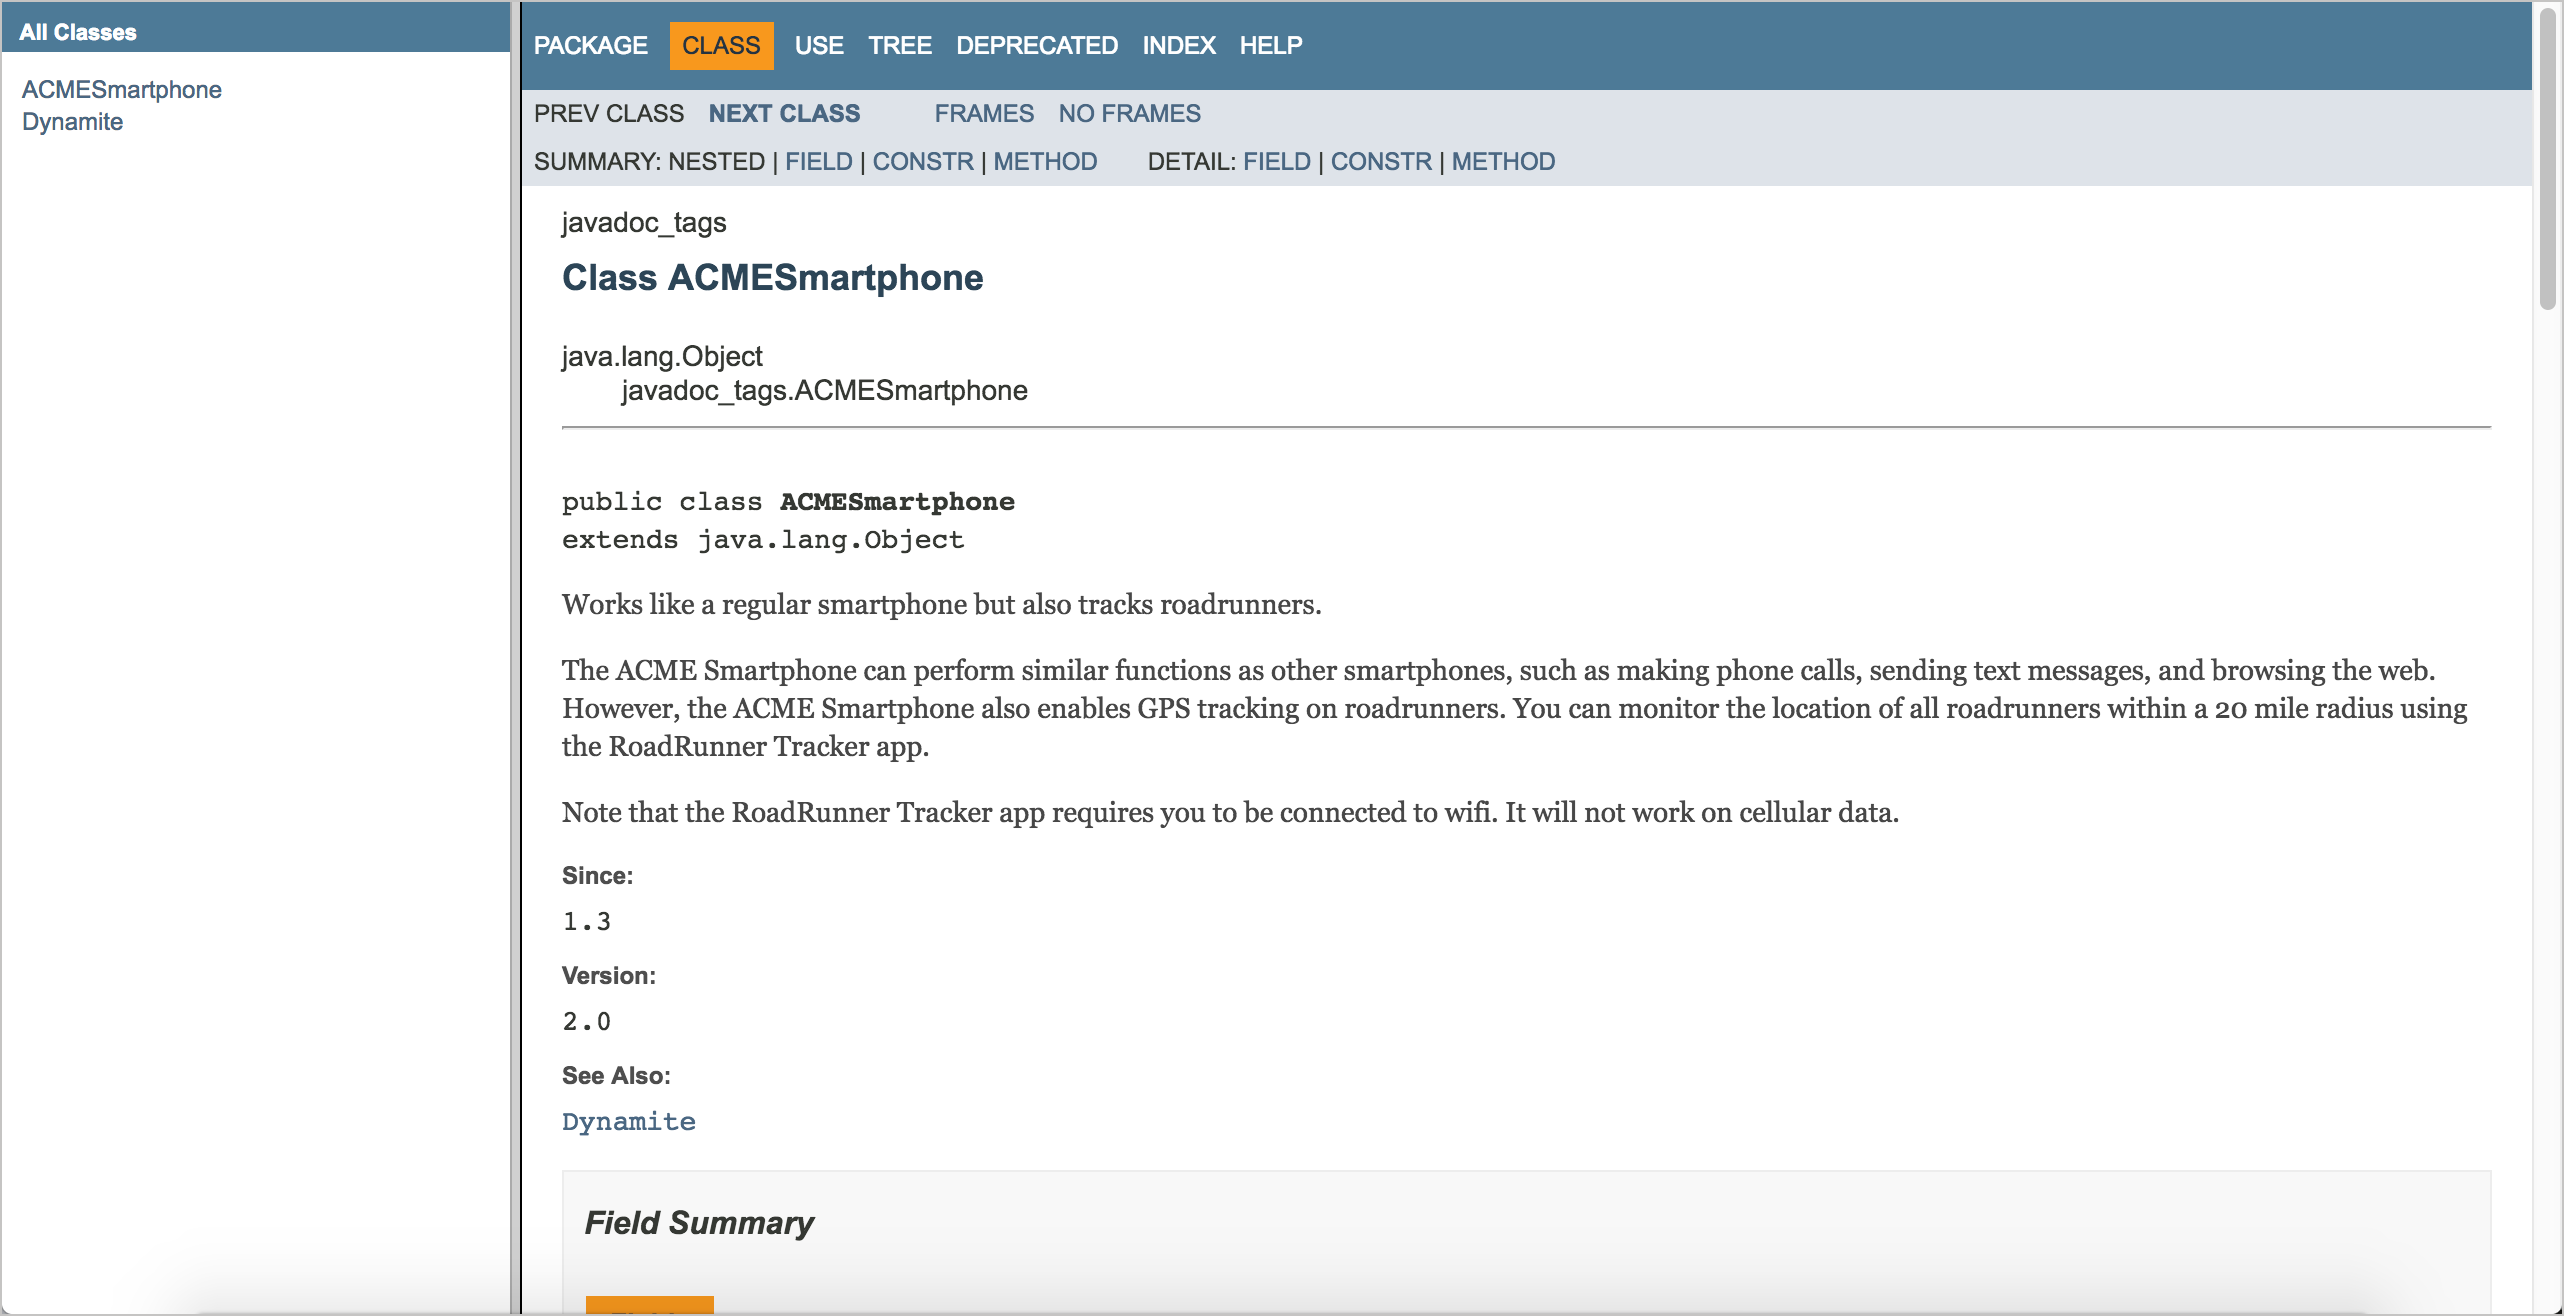 All Classes
ACMESmartphone
Dynamite
PACKAGE CLASS USE TREE DEPRECATED INDEX HELP
PREV CLASS NEXT CLASS FRAMES NO FRAMES
SUMMARY: NESTED | FIELD | CONSTR | METHOD DETAIL: FIELD | CONSTR | METHOD
javadoc_tags
Class ACMESmartphone
java.lang.Object
javadoc_tags.ACMESmartphone
public class ACMESmartphone
extends java.lang.Object
Works like a regular smartphone but also tracks roadrunners.
The ACME Smartphone can perform similar functions as other smartphones, such as making phone calls, sending text messages, and browsing the web.
However, the ACME Smartphone also enables GPS tracking on roadrunners. You can monitor the location of all roadrunners within a 20 mile radius using
the RoadRunner Tracker app.
Note that the RoadRunner Tracker app requires you to be connected to wifi. It will not work on cellular data.
Since:
1.3
Version:
2.0
See Also:
Dynamite
Field Summary